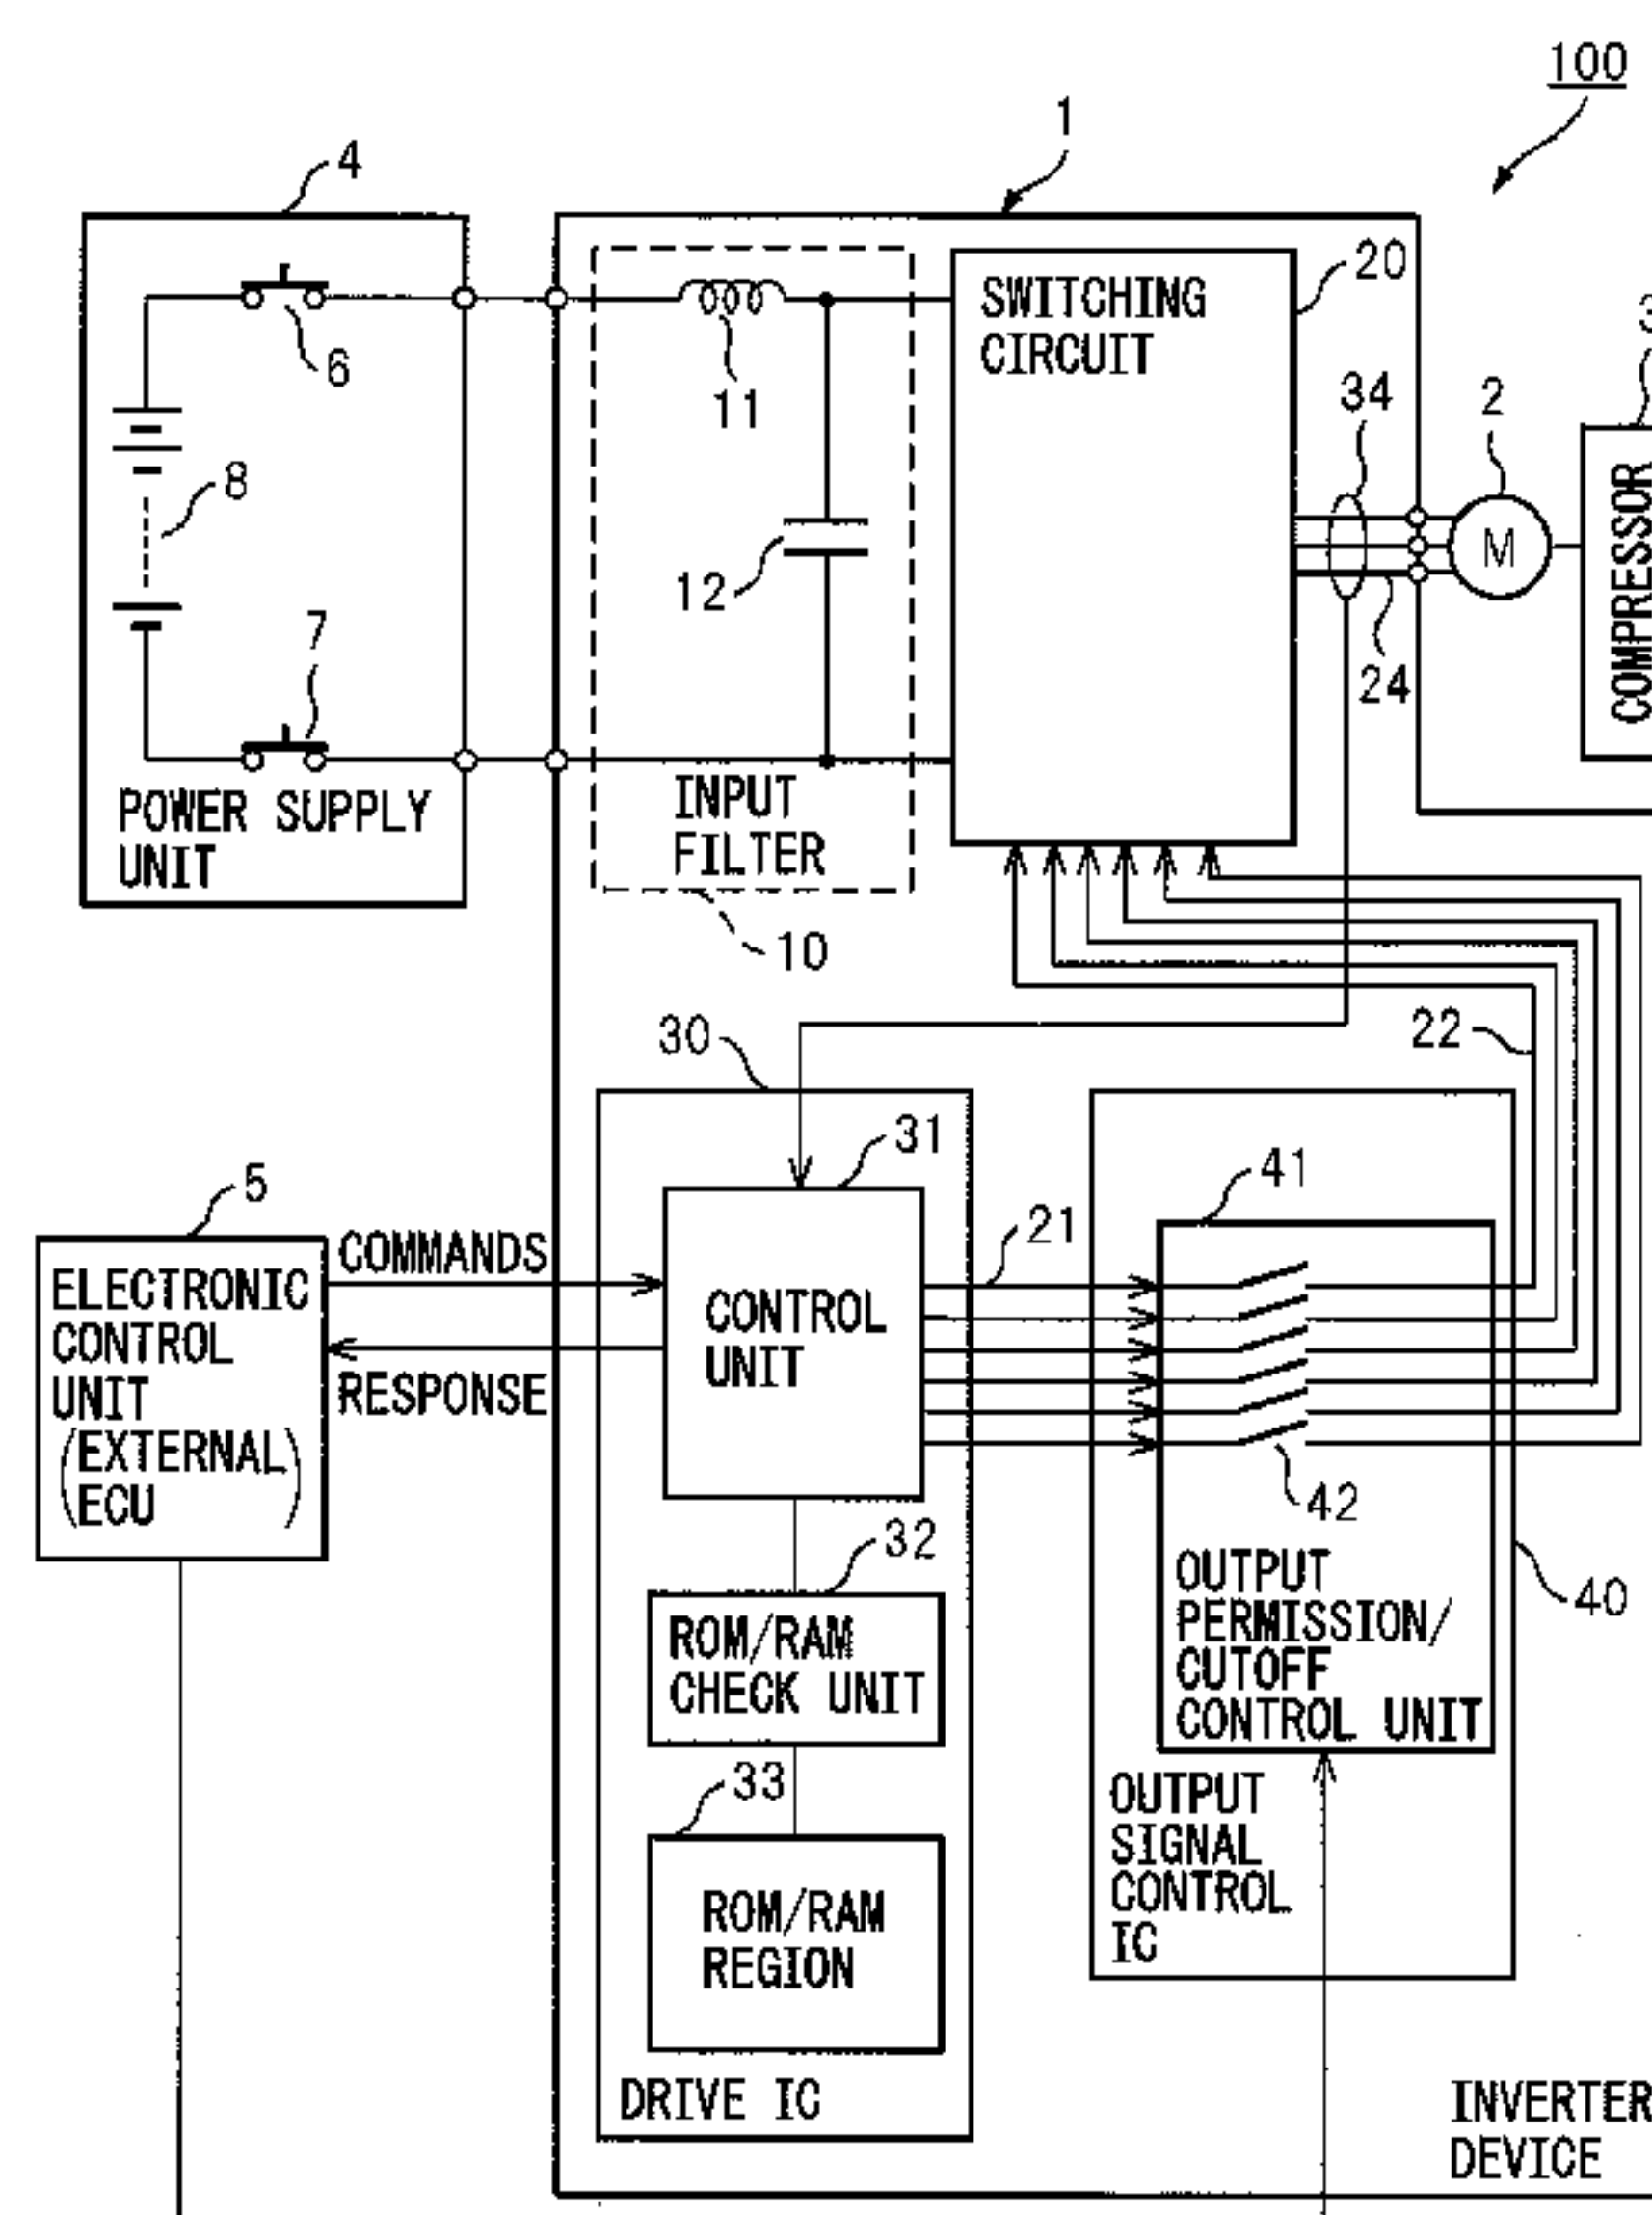 100
1
4
20
SWITCHING
CIRCUIT
6
11
34
2
3
8
12
M
COMPRESSOR
7
24
POWER SUPPLY
UNIT
INPUT
FILTER
10
30
22
31
41
5
21
COMMANDS
ELECTRONIC
CONTROL
UNIT
(EXTERNAL)
ECU
CONTROL
UNIT
RESPONSE
42
32
OUTPUT
PERMISSION/
CUTOFF
CONTROL UNIT
40
ROM/RAM
CHECK UNIT
33
OUTPUT
SIGNAL
CONTROL
IC
ROM/RAM
REGION
DRIVE IC
INVERTER
DEVICE